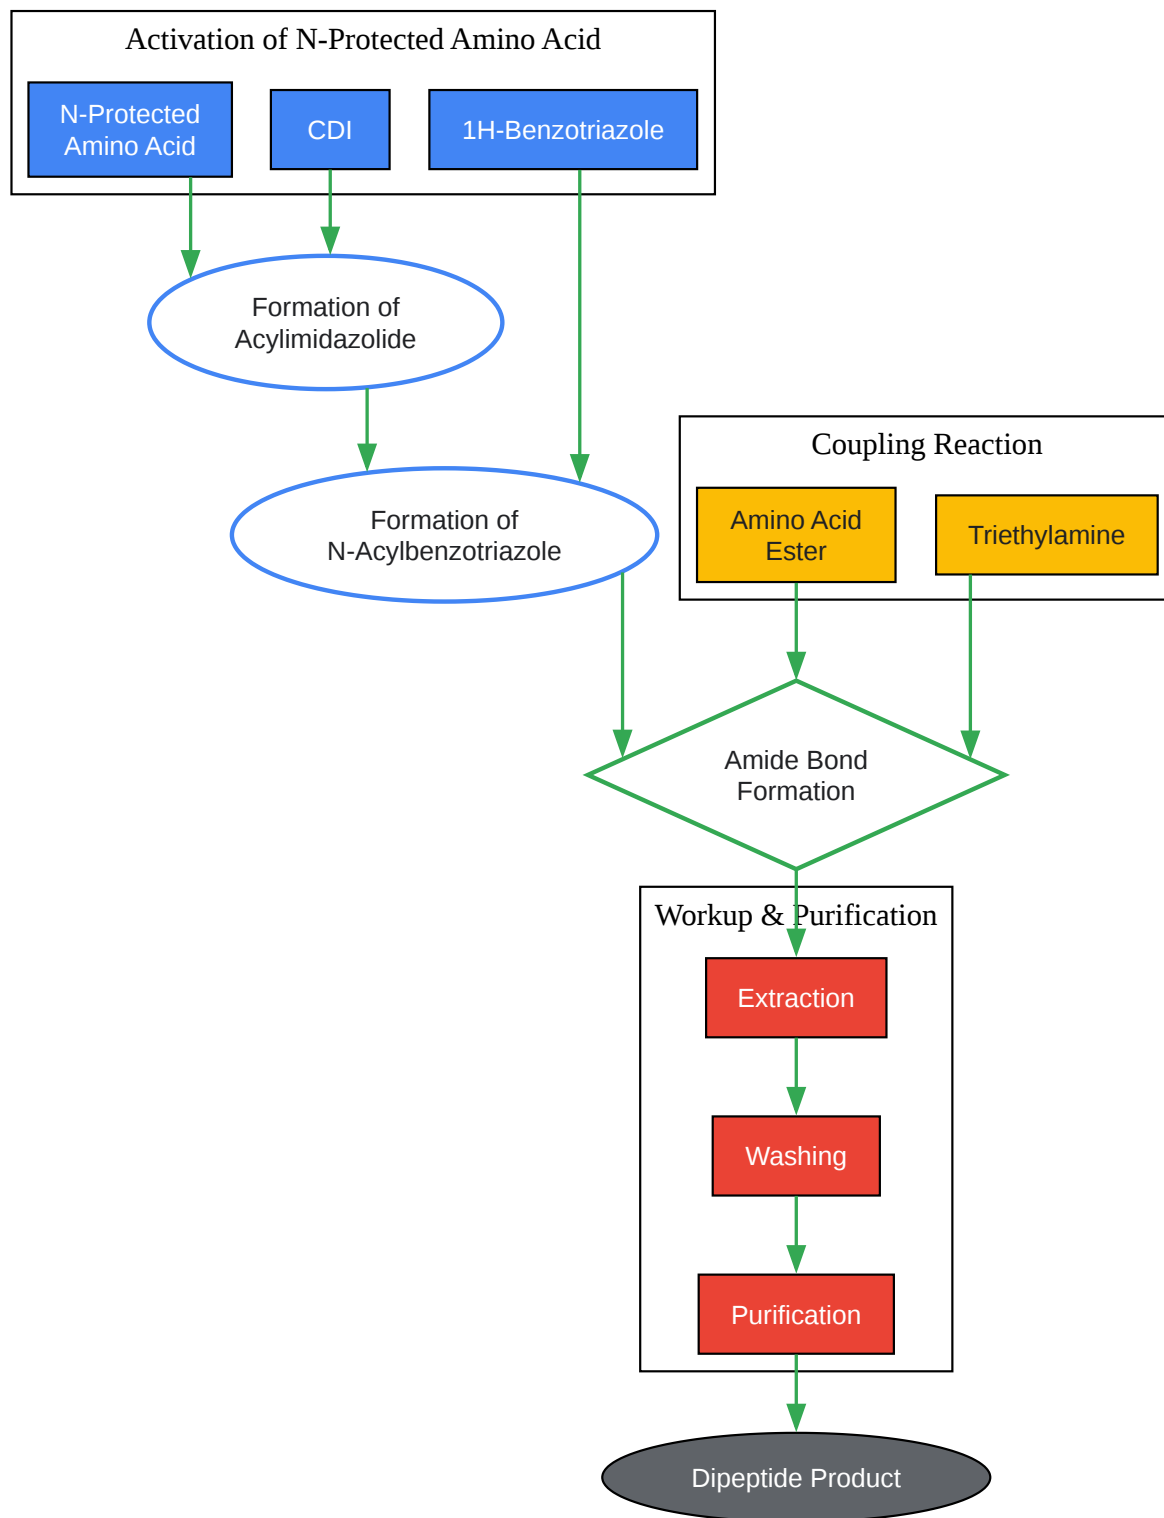 Activation of N-Protected Amino Acid
N-Protected
Amino Acid
CDI
1H-Benzotriazole
Formation of
Acylimidazolide
Formation of
N-Acylbenzotriazole
Coupling Reaction
Amino Acid
Ester
Triethylamine
Amide Bond
Formation
Workup & Purification
Extraction
Washing
Purification
Dipeptide Product